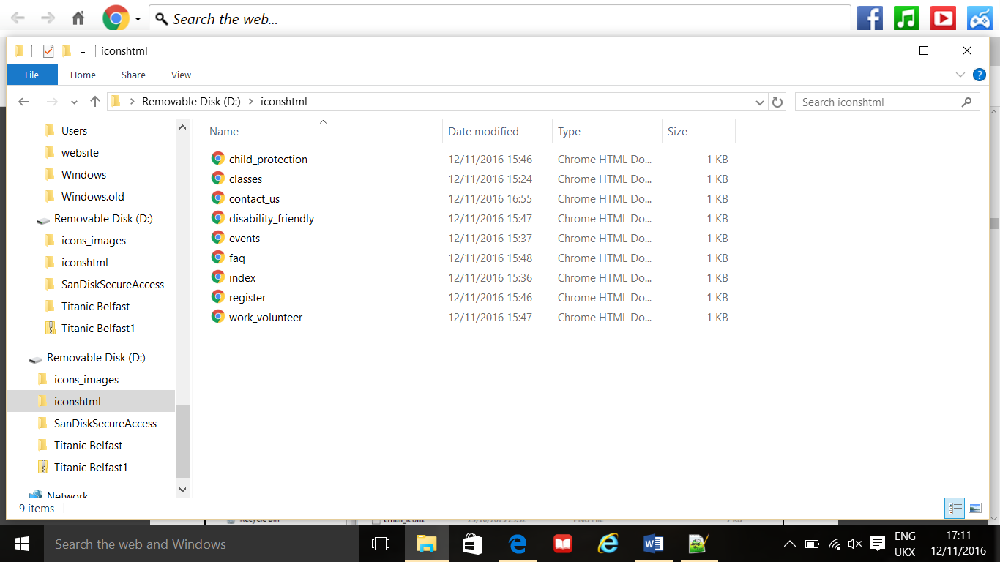 Search the web...
iconshtml
File Home Share View
Removable Disk (D:) iconshtml
Search iconshtml
Users
website
Windows
Windows.old
Removable Disk (D:)
icons_images
iconshtml
SanDiskSecureAccess
Titanic Belfast
Titanic Belfast1
Removable Disk (D:)
icons_images
iconshtml
SanDiskSecureAccess
Titanic Belfast
Titanic Belfast1
Network
Name Date modified Type Size
child_protection 12/11/2016 15:46 Chrome HTML Do... 1 KB
classes 12/11/2016 15:24 Chrome HTML Do... 1 KB
contact_us 12/11/2016 16:55 Chrome HTML Do... 1 KB
disability_friendly 12/11/2016 15:47 Chrome HTML Do... 1 KB
events 12/11/2016 15:37 Chrome HTML Do... 1 KB
faq 12/11/2016 15:48 Chrome HTML Do... 1 KB
index 12/11/2016 15:36 Chrome HTML Do... 1 KB
register 12/11/2016 15:46 Chrome HTML Do... 1 KB
work_volunteer 12/11/2016 15:47 Chrome HTML Do... 1 KB
9 items
Search the web and Windows
ENG
UKX
17:11
12/11/2016